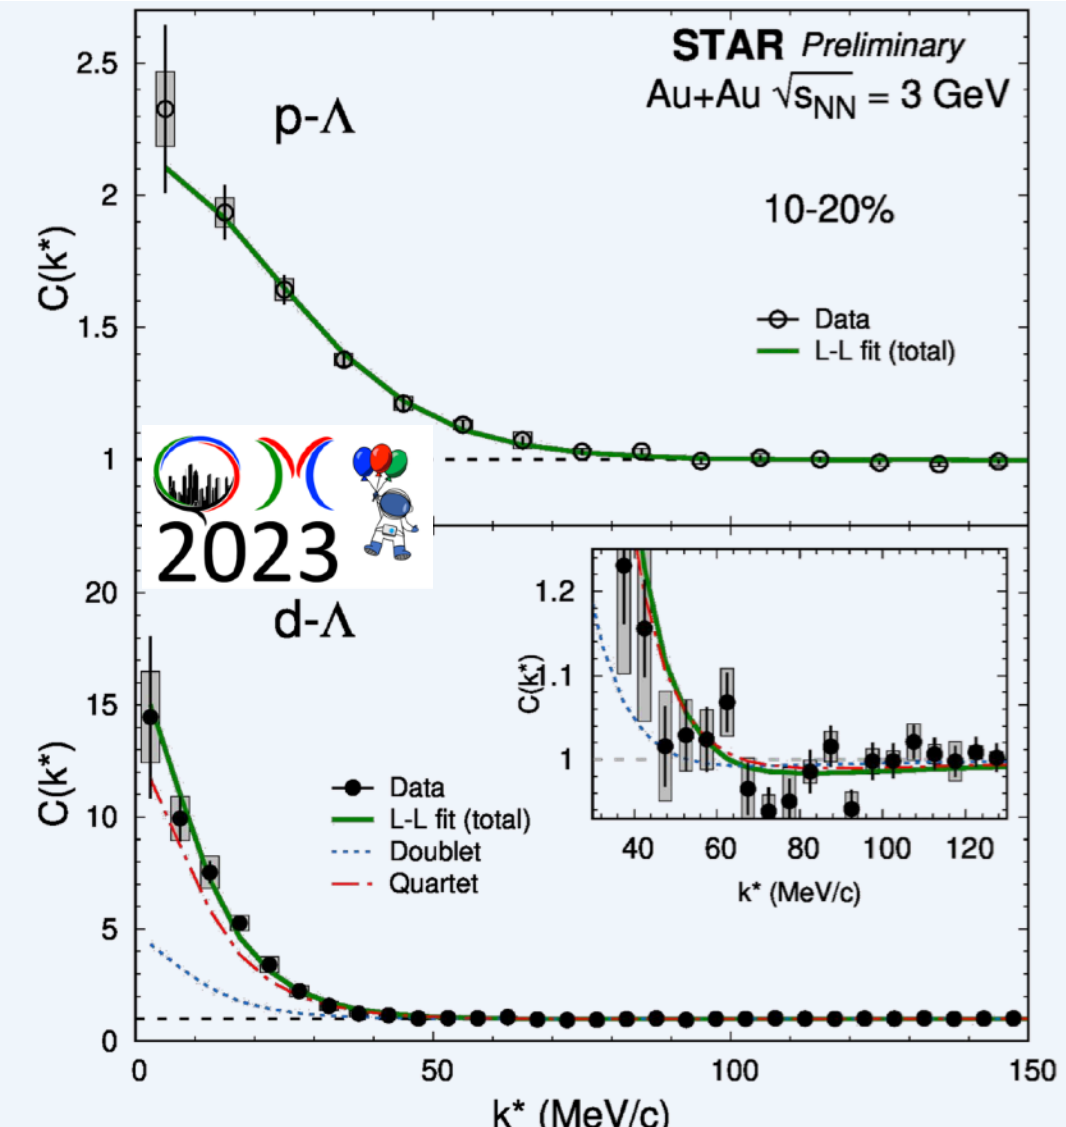 STAR Preliminary
Au+Au √sNN = 3 GeV
p-Λ
10-20%
Data
L-L fit (total)
C(k*)
2.5
2
1.5
1
2023
d-Λ
C(k*)
20
15
10
5
0
Data
L-L fit (total)
Doublet
Quartet
C(k*)
1.2
1.1
1
40 60 80 100 120
k* (MeV/c)
0 50 100 150
k* (MeV/c)